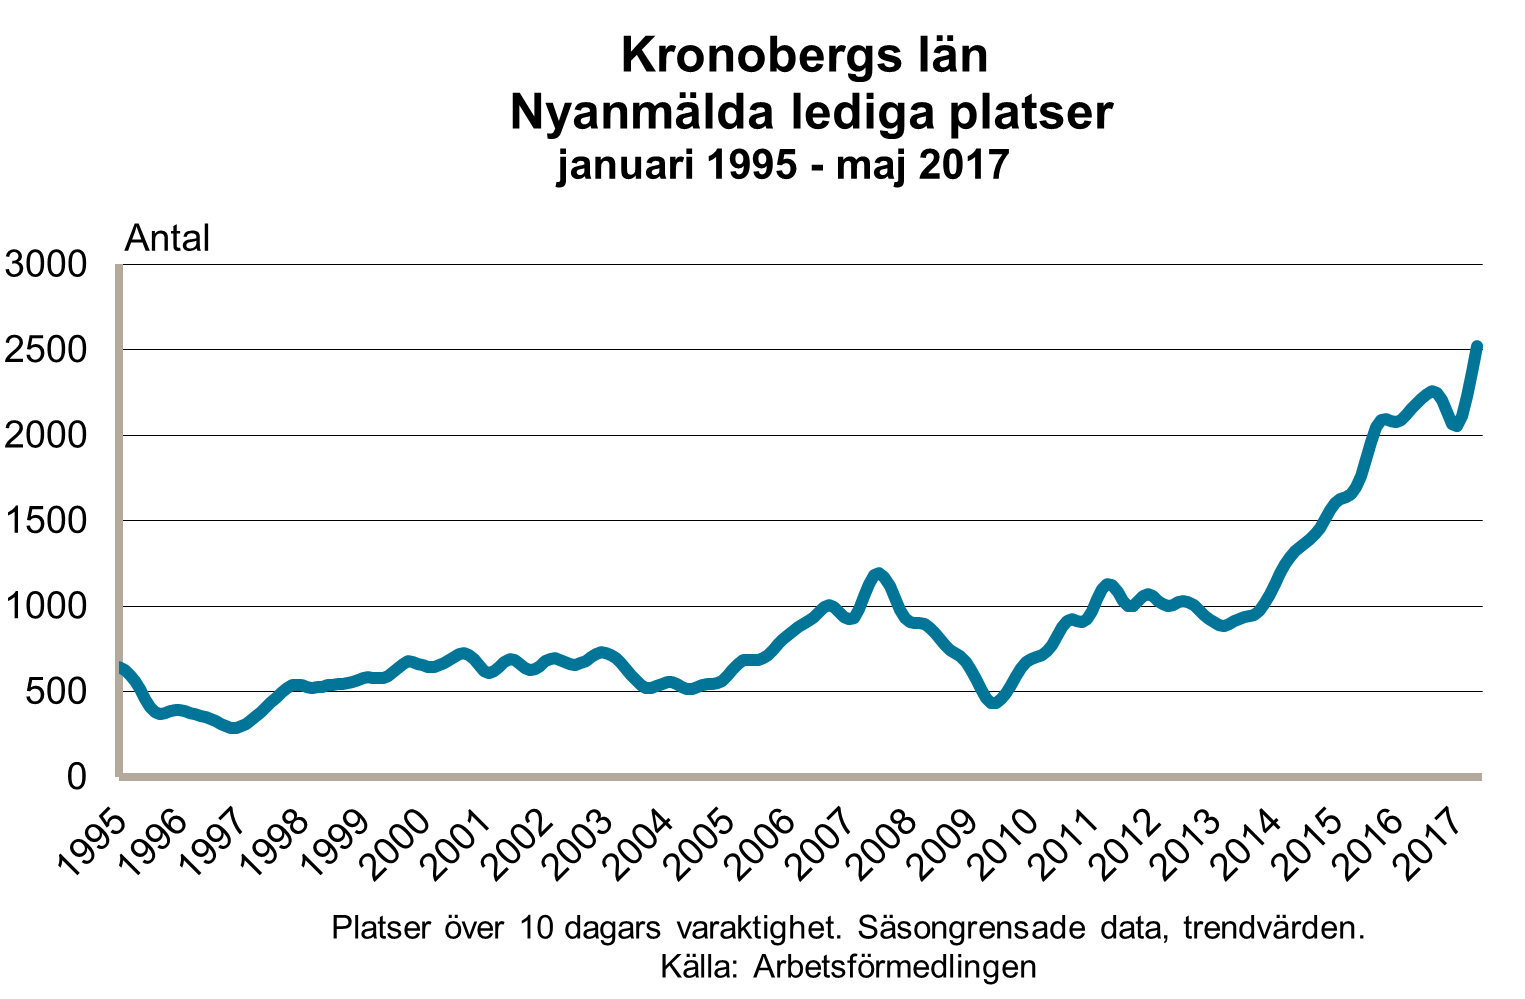 Kronobergs län
Nyanmälda lediga platser
januari 1995 - maj 2017
Antal
3000
2500
2000
1500
1000
500
0
1995 1996 1997 1998 1999 2000 2001 2002 2003 2004 2005 2006 2007 2008 2009 2010 2011 2012 2013 2014 2015 2016 2017
Platser över 10 dagars varaktighet. Säsongrensade data, trendvärden.
Källa: Arbetsförmedlingen